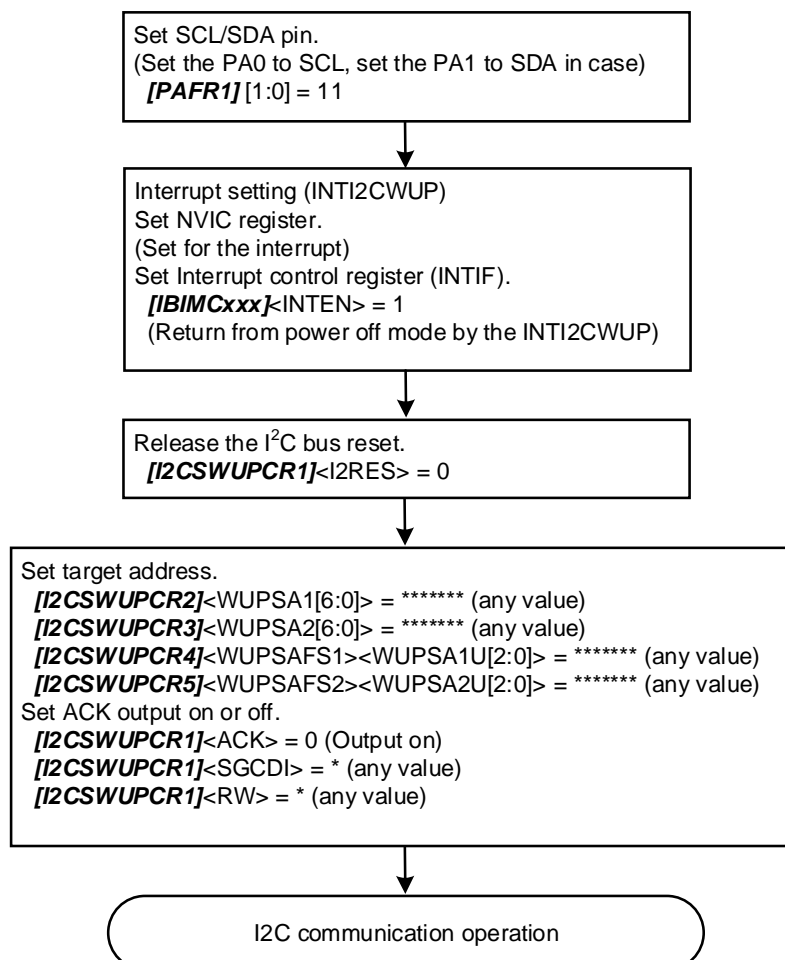 Set SCL/SDA pin.
(Set the PA0 to SCL, set the PA1 to SDA in case)
[PAFR1] [1:0] = 11
Interrupt setting (INTI2CWUP)
Set NVIC register.
(Set for the interrupt)
Set Interrupt control register (INTIF).
[IBIMCxxx]<INTEN> = 1
(Return from power off mode by the INTI2CWUP)
Release the I²C bus reset.
[I2CSWUPCR1]<I2RES> = 0
Set target address.
[I2CSWUPCR2]<WUPSA1[6:0]> = ******* (any value)
[I2CSWUPCR3]<WUPSA2[6:0]> = ******* (any value)
[I2CSWUPCR4]<WUPSAFS1><WUPSA1U[2:0]> = ******* (any value)
[I2CSWUPCR5]<WUPSAFS2><WUPSA2U[2:0]> = ******* (any value)
Set ACK output on or off.
[I2CSWUPCR1]<ACK> = 0 (Output on)
[I2CSWUPCR1]<SGCDI> = * (any value)
[I2CSWUPCR1]<RW> = * (any value)
I2C communication operation